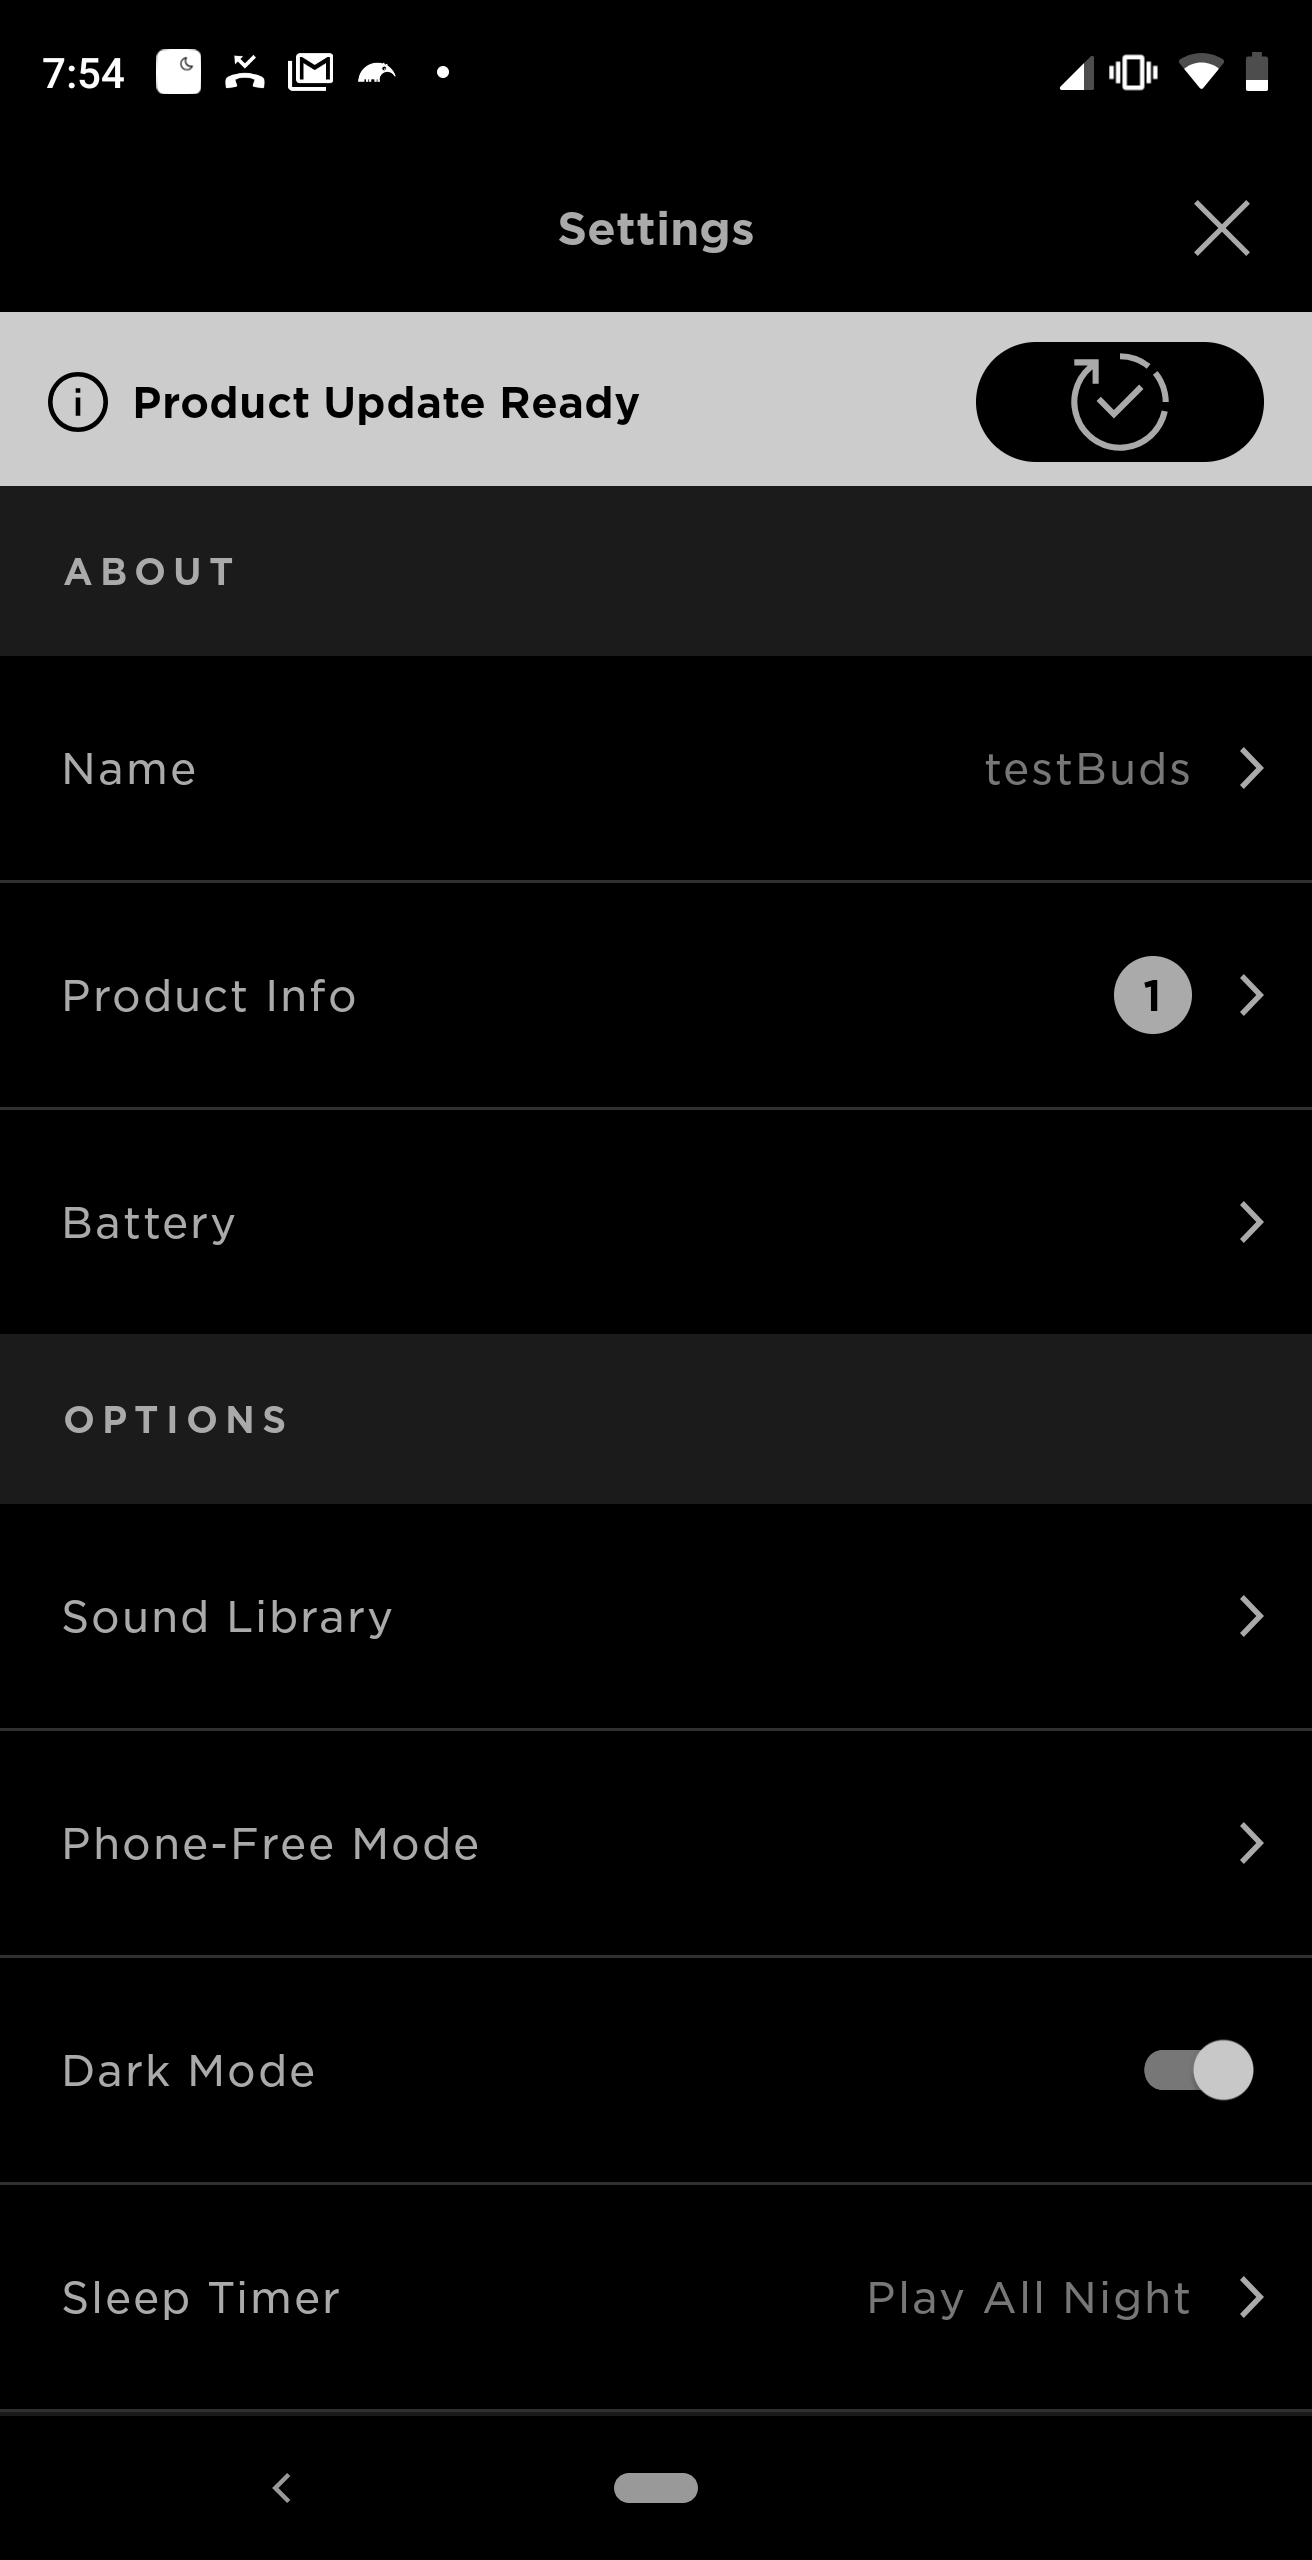 7:54
Settings
Product Update Ready
ABOUT
Name testBuds
Product Info 1
Battery
OPTIONS
Sound Library
Phone-Free Mode
Dark Mode
Sleep Timer Play All Night